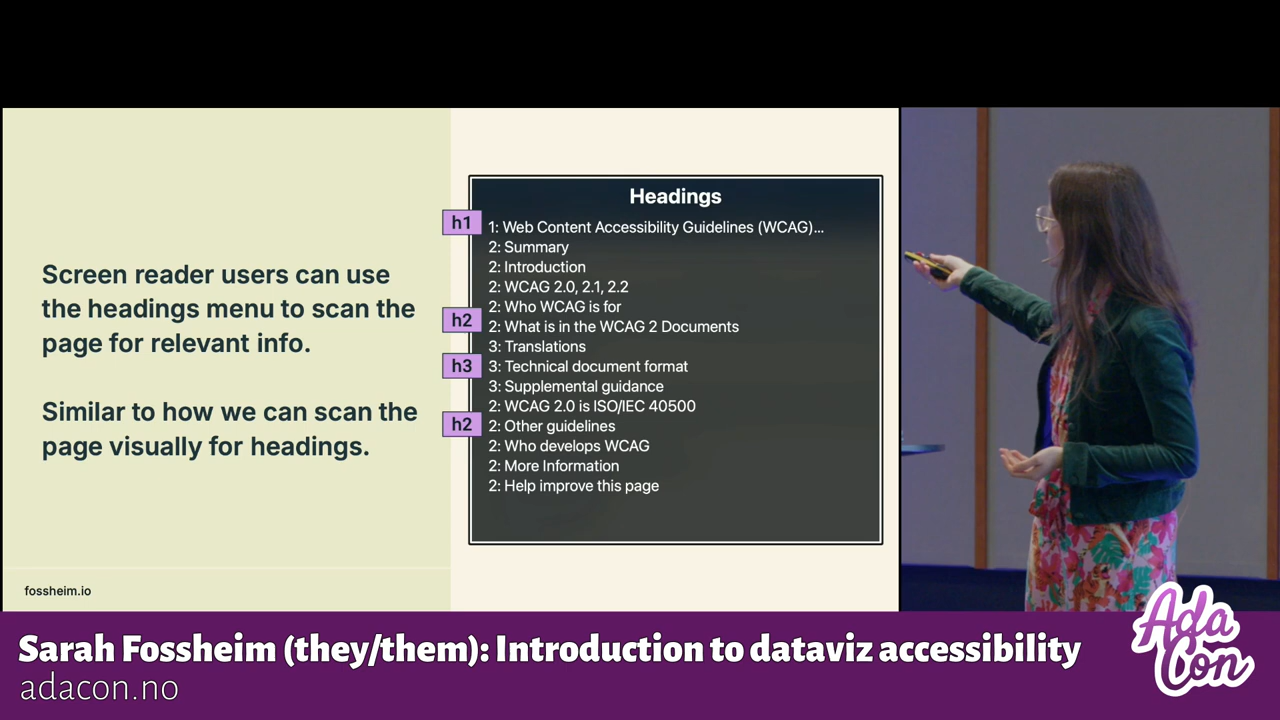 Screen reader users can use
the headings menu to scan the
page for relevant info.
Similar to how we can scan the
page visually for headings.
fossheim.io
Headings
h1
1: Web Content Accessibility Guidelines (WCAG)...
2: Summary
2: Introduction
2: WCAG 2.0, 2.1, 2.2
2: Who WCAG is for
h2
2: What is in the WCAG 2 Documents
3: Translations
h3
3: Technical document format
3: Supplemental guidance
2: WCAG 2.0 is ISO/IEC 40500
h2
2: Other guidelines
2: Who develops WCAG
2: More Information
2: Help improve this page
Sarah Fossheim (they/them): Introduction to dataviz accessibility
adacon.no
Ada
Con